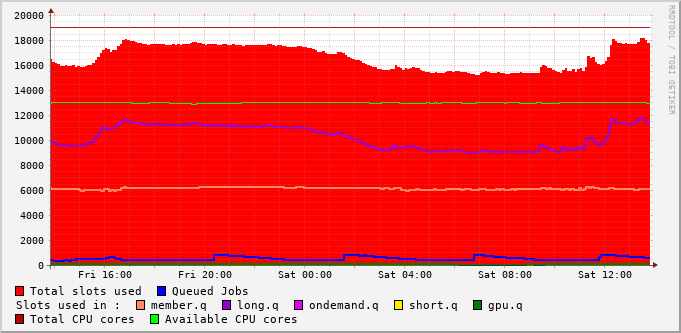 20000
18000
16000
14000
12000
10000
8000
6000
4000
2000
0
Fri 16:00 Fri 20:00 Sat 00:00 Sat 04:00 Sat 08:00 Sat 12:00
Total slots used Queued Jobs
Slots used in : member.q long.q ondemand.q short.q gpu.q
Total CPU cores Available CPU cores
RRDTOOL / TOBI OETIKER